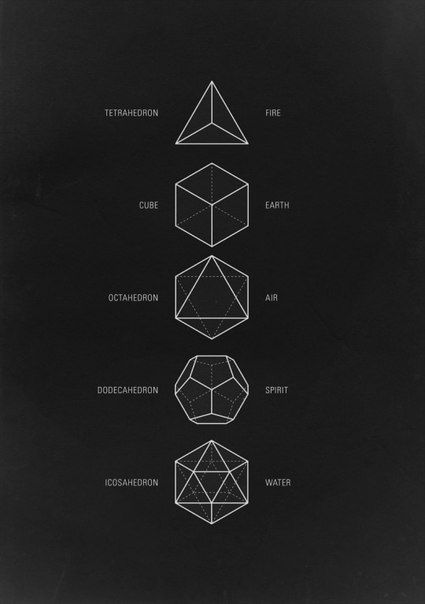 TETRAHEDRON FIRE
CUBE EARTH
OCTAHEDRON AIR
DODECAHEDRON SPIRIT
ICOSAHEDRON WATER